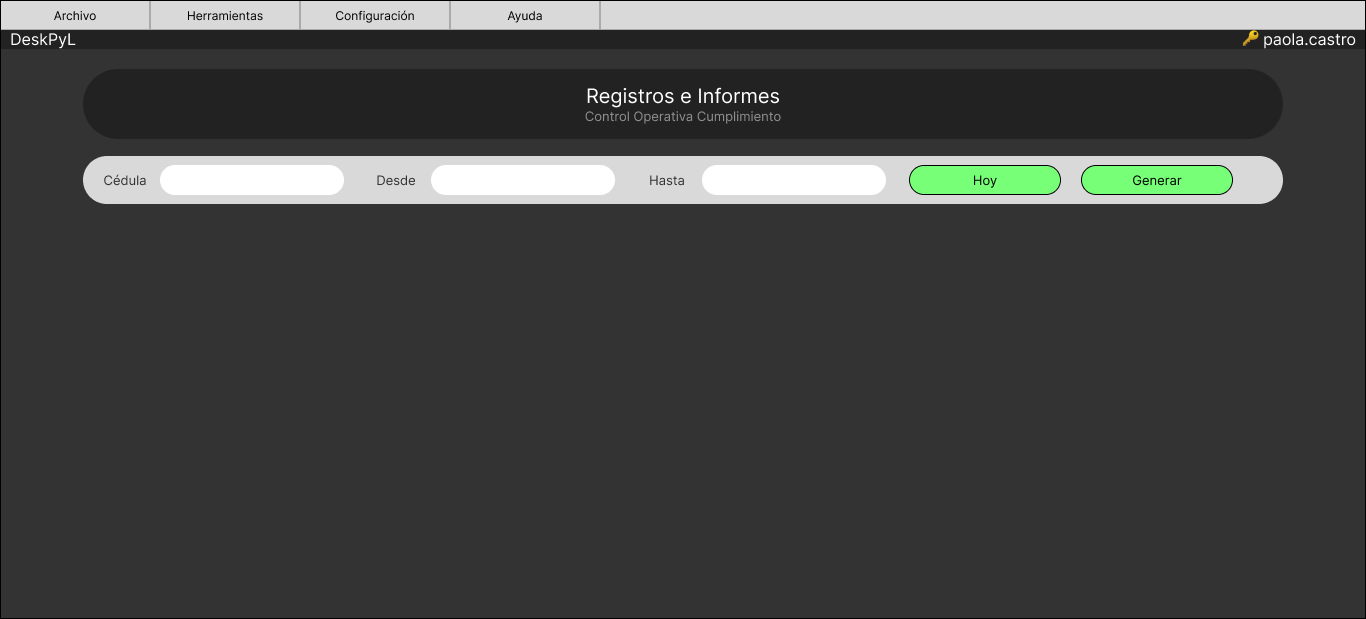 Archivo Herramientas Configuración Ayuda
DeskPyL 🔑 paola.castro
Registros e Informes
Control Operativa Cumplimiento
Cédula Desde Hasta Hoy Generar